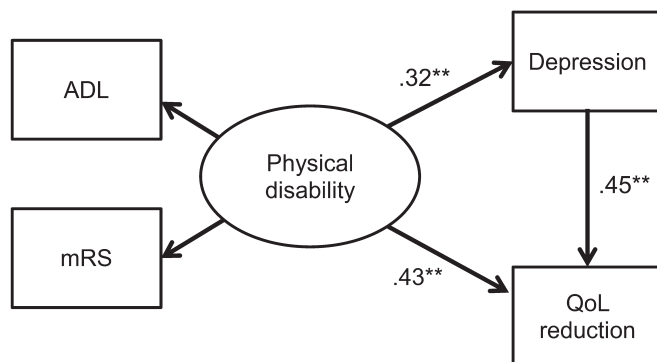 ADL
.32**
Depression
Physical
disability
.45**
mRS
.43**
QoL
reduction